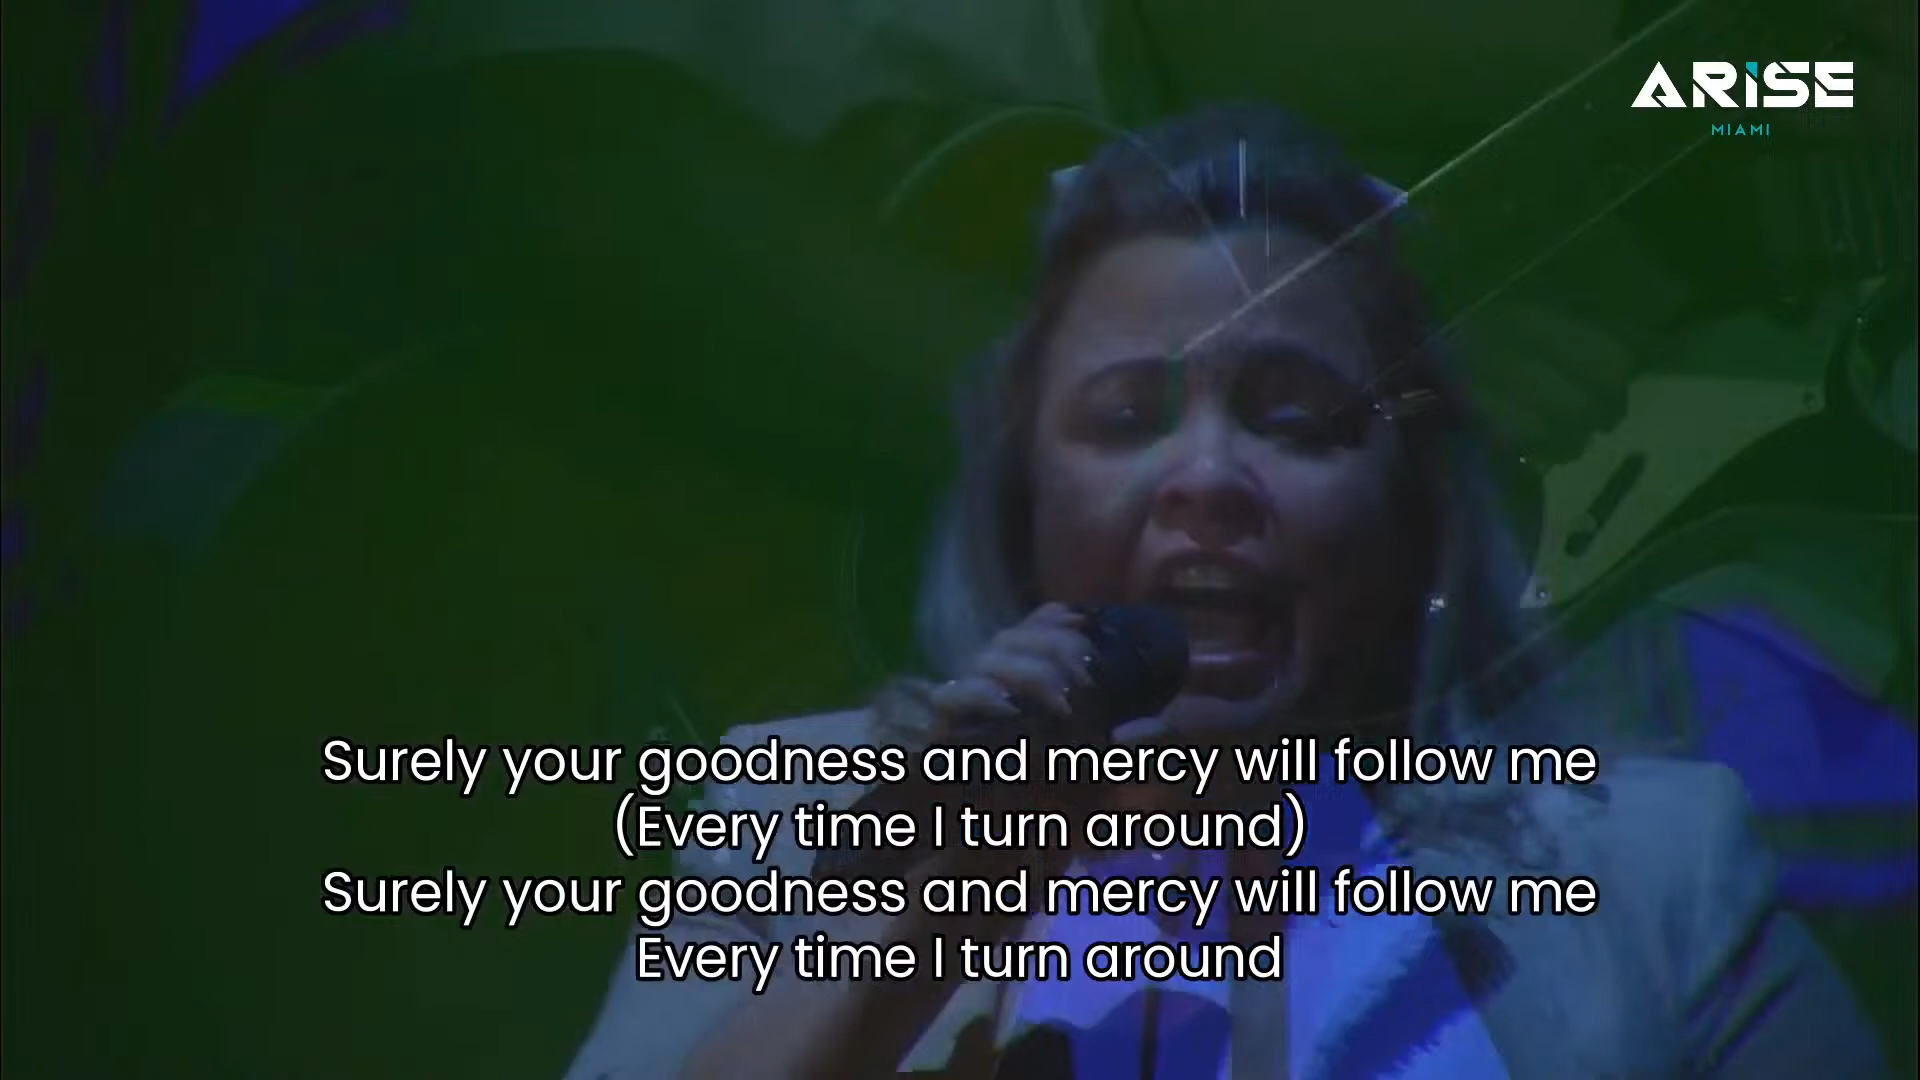 ARISE
MIAMI
Surely your goodness and mercy will follow me
(Every time I turn around)
Surely your goodness and mercy will follow me
Every time I turn around